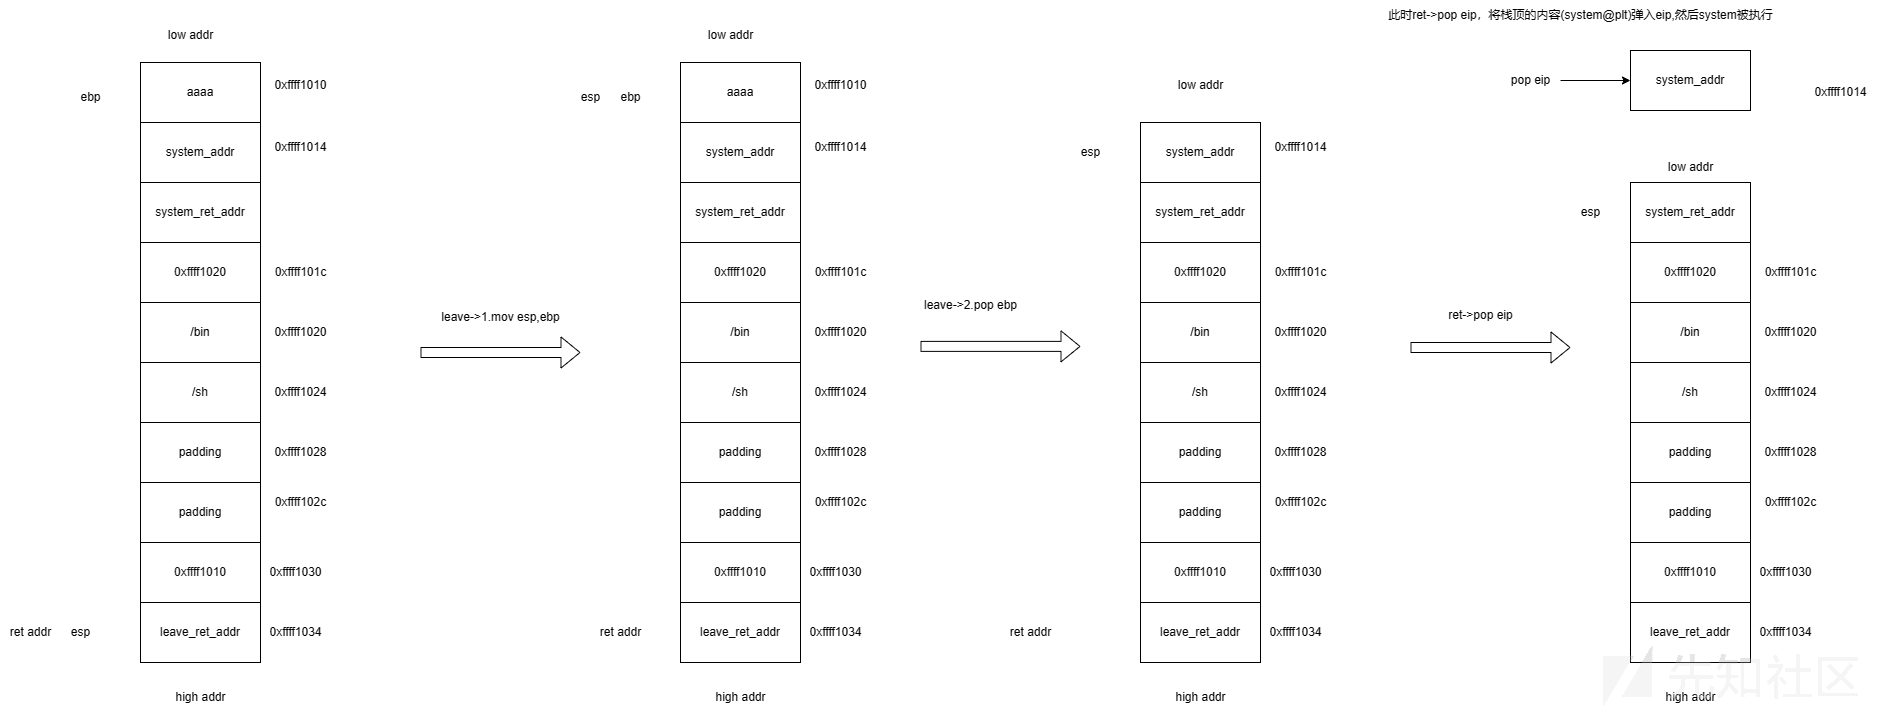 此时ret->pop eip，将栈顶的内容(system@plt)弹入eip,然后system被执行
low addr
ebp
aaaa
0xffff1010
system_addr
0xffff1014
system_ret_addr
0xffff1020
0xffff101c
/bin
0xffff1020
/sh
0xffff1024
padding
0xffff1028
padding
0xffff102c
0xffff1010
0xffff1030
ret addr
esp
leave_ret_addr
0xffff1034
high addr
leave->1.mov esp,ebp
low addr
esp
ebp
aaaa
0xffff1010
system_addr
0xffff1014
system_ret_addr
0xffff1020
0xffff101c
/bin
0xffff1020
/sh
0xffff1024
padding
0xffff1028
padding
0xffff102c
0xffff1010
0xffff1030
ret addr
leave_ret_addr
0xffff1034
high addr
leave->2.pop ebp
low addr
esp
system_addr
0xffff1014
system_ret_addr
0xffff1020
0xffff101c
/bin
0xffff1020
/sh
0xffff1024
padding
0xffff1028
padding
0xffff102c
0xffff1010
0xffff1030
ret addr
leave_ret_addr
0xffff1034
high addr
ret->pop eip
pop eip
system_addr
0xffff1014
low addr
esp
system_ret_addr
0xffff1020
0xffff101c
/bin
0xffff1020
/sh
0xffff1024
padding
0xffff1028
padding
0xffff102c
0xffff1010
0xffff1030
leave_ret_addr
0xffff1034
high addr
先知社区